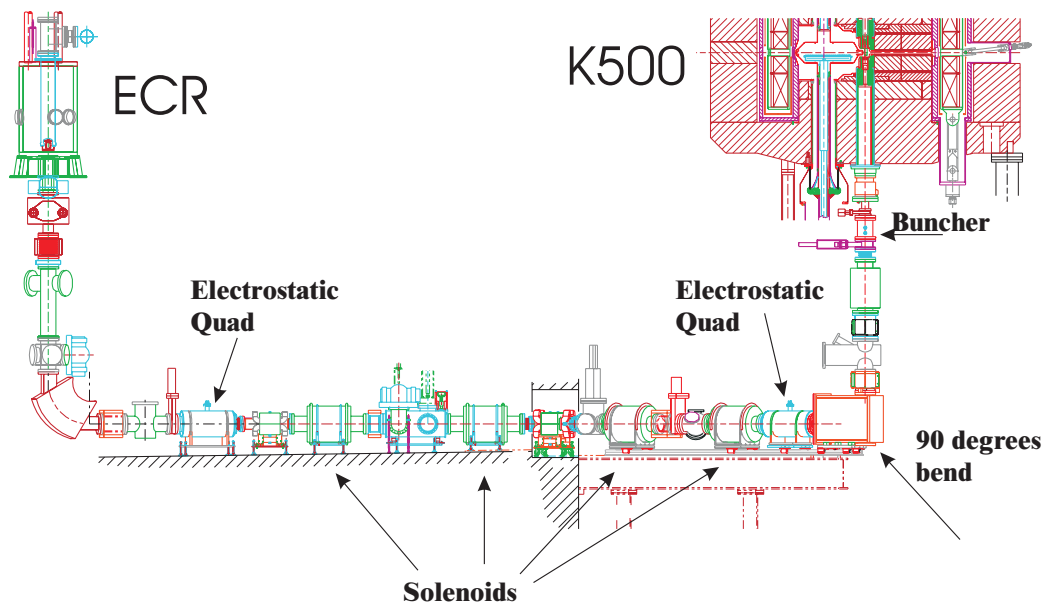 ECR
K500
Buncher
Electrostatic
Quad
Electrostatic
Quad
90 degrees
bend
Solenoids